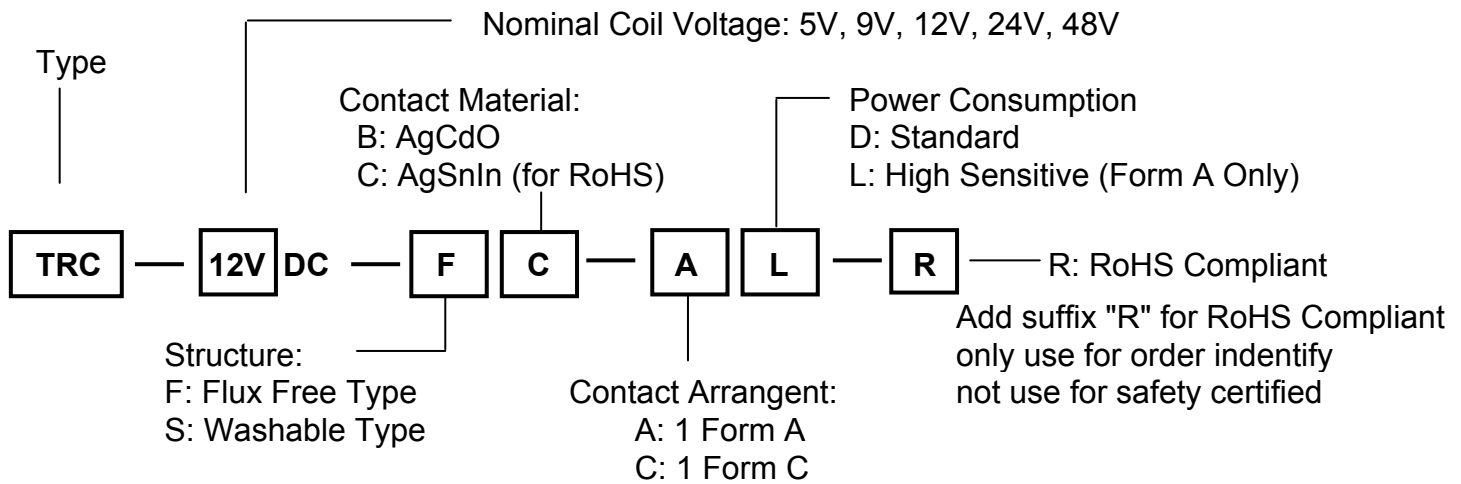 Nominal Coil Voltage: 5V, 9V, 12V, 24V, 48V
Type
Contact Material:
B: AgCdO
C: AgSnIn (for RoHS)
Power Consumption
D: Standard
L: High Sensitive (Form A Only)
TRC — 12V DC — F C — A L — R
R: RoHS Compliant
Add suffix "R" for RoHS Compliant
only use for order indentify
not use for safety certified
Structure:
F: Flux Free Type
S: Washable Type
Contact Arrangent:
A: 1 Form A
C: 1 Form C